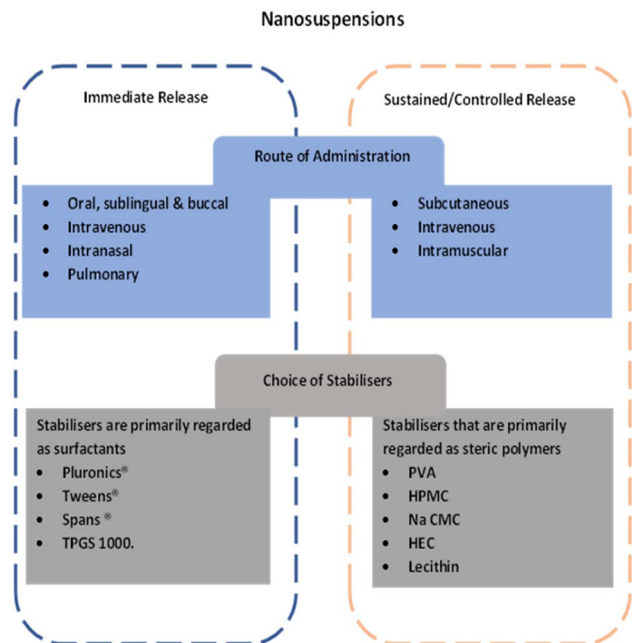 Nanosuspensions
Immediate Release
Sustained/Controlled Release
Route of Administration
• Oral, sublingual & buccal
• Intravenous
• Intranasal
• Pulmonary
• Subcutaneous
• Intravenous
• Intramuscular
Choice of Stabilisers
Stabilisers are primarily regarded
as surfactants
• Pluronics®
• Tweens®
• Spans ®
• TPGS 1000.
Stabilisers that are primarily
regarded as steric polymers
• PVA
• HPMC
• Na CMC
• HEC
• Lecithin